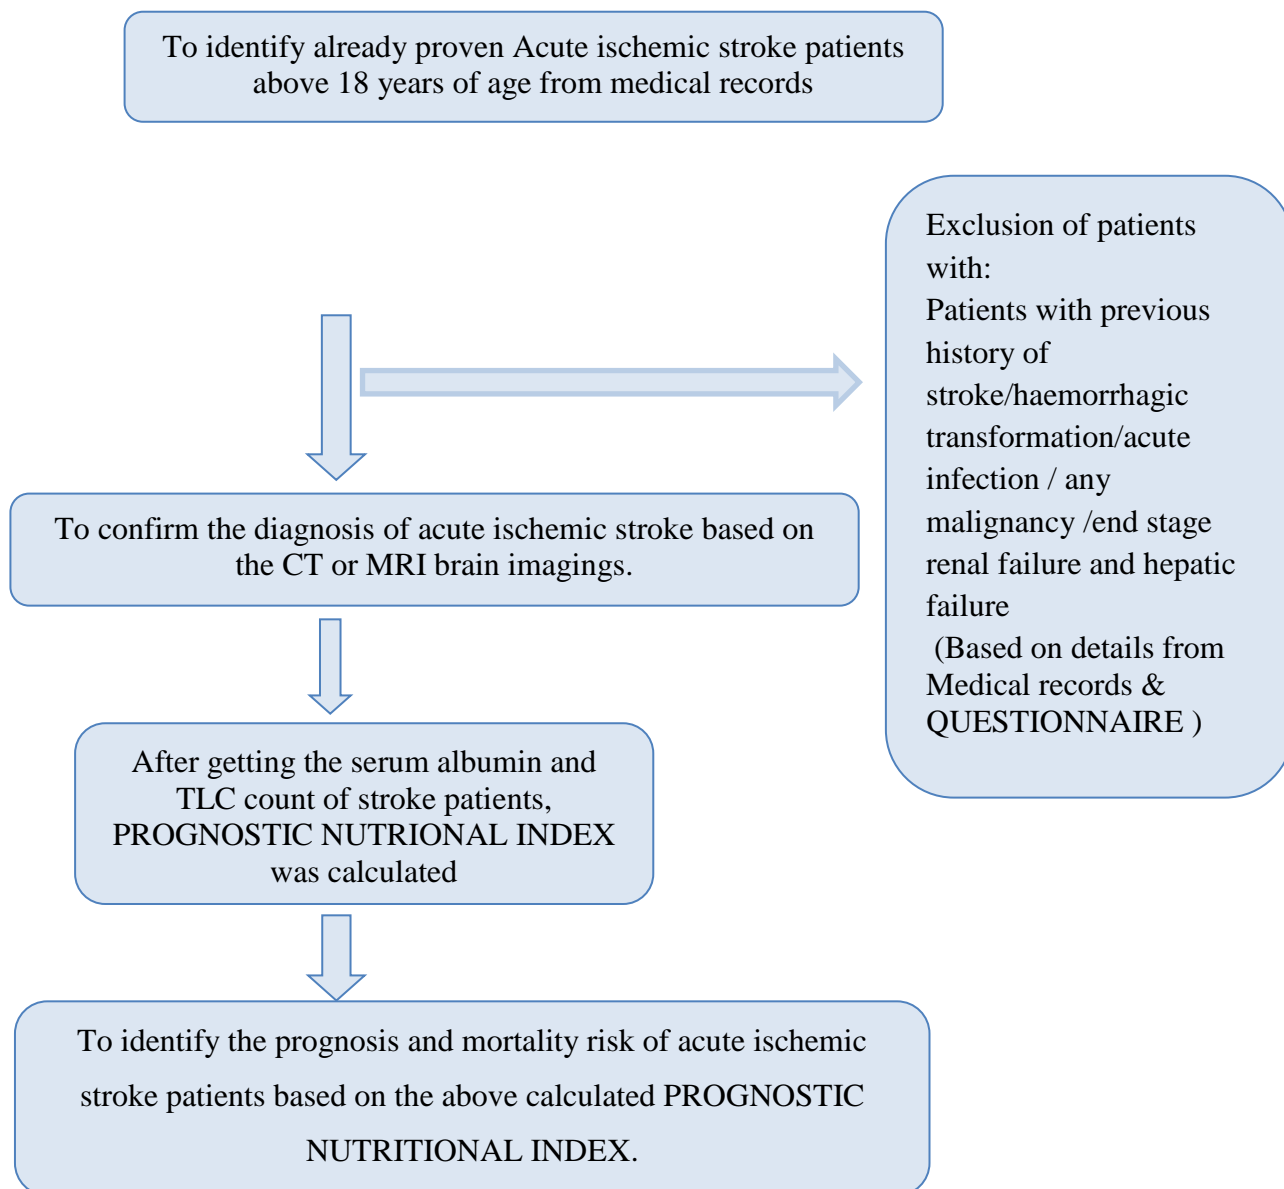 To identify already proven Acute ischemic stroke patients
above 18 years of age from medical records
Exclusion of patients
with:
Patients with previous
history of
stroke/haemorrhagic
transformation/acute
infection / any
malignancy /end stage
renal failure and hepatic
failure
(Based on details from
Medical records &
QUESTIONNAIRE )
To confirm the diagnosis of acute ischemic stroke based on
the CT or MRI brain imagings.
After getting the serum albumin and
TLC count of stroke patients,
PROGNOSTIC NUTRIONAL INDEX
was calculated
To identify the prognosis and mortality risk of acute ischemic
stroke patients based on the above calculated PROGNOSTIC
NUTRITIONAL INDEX.